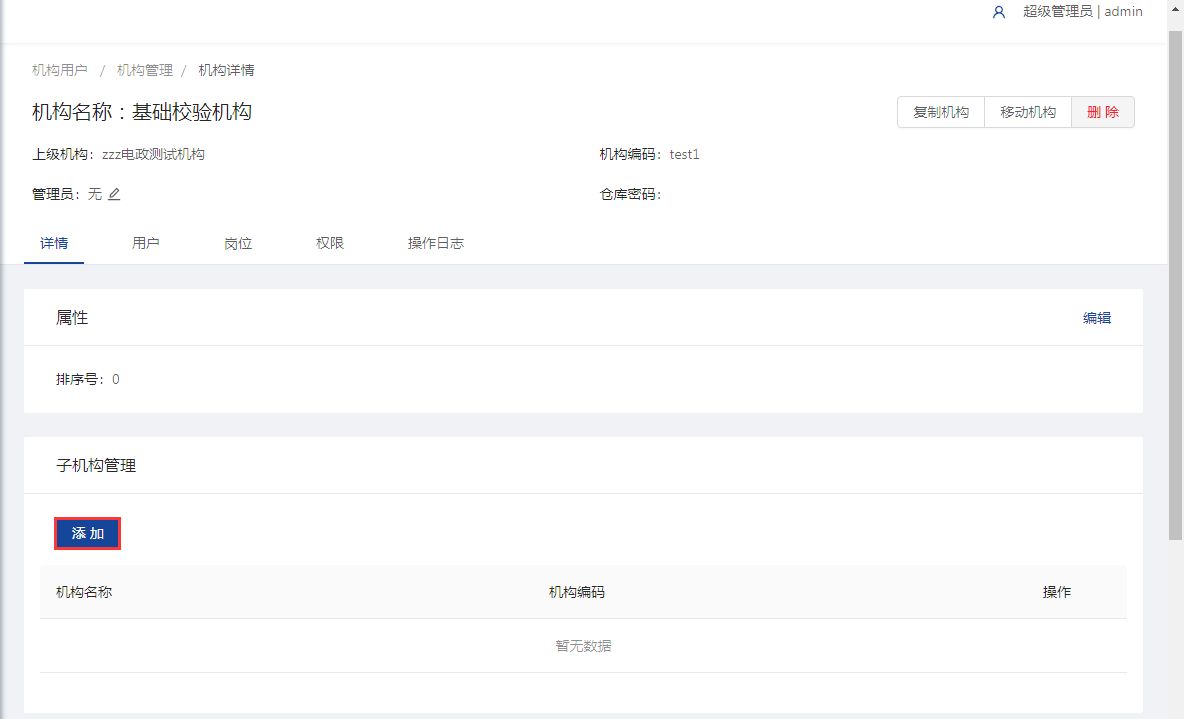 超级管理员 | admin
机构用户 / 机构管理 / 机构详情
机构名称：基础校验机构
复制机构 移动机构 删 除
上级机构：zzz电政测试机构 机构编码：test1
管理员：无 仓库密码：
详情 用户 岗位 权限 操作日志
属性 编辑
排序号：0
子机构管理
添 加
机构名称 机构编码 操作
暂无数据